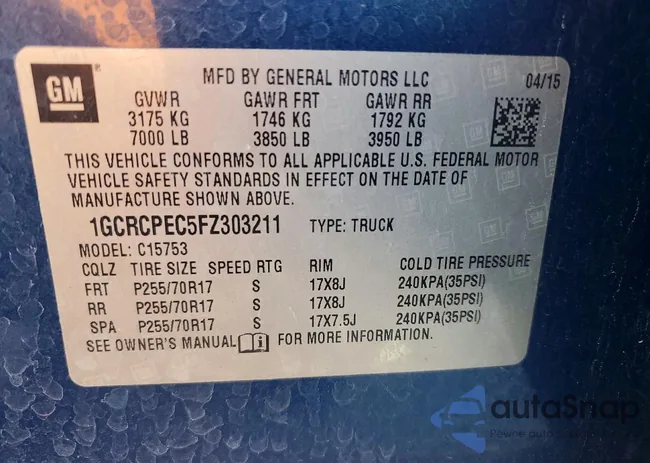 GM
MFD BY GENERAL MOTORS LLC 04/15
GVWR GAWR FRT GAWR RR
3175 KG 1746 KG 1792 KG
7000 LB 3850 LB 3950 LB
THIS VEHICLE CONFORMS TO ALL APPLICABLE U.S. FEDERAL MOTOR
VEHICLE SAFETY STANDARDS IN EFFECT ON THE DATE OF
MANUFACTURE SHOWN ABOVE.
1GCRCPEC5FZ303211 TYPE: TRUCK
MODEL: C15753
CQLZ TIRE SIZE SPEED RTG RIM COLD TIRE PRESSURE
FRT P255/70R17 S 17X8J 240KPA(35PSI)
RR P255/70R17 S 17X8J 240KPA(35PSI)
SPA P255/70R17 S 17X7.5J 240KPA(35PSI)
SEE OWNER'S MANUAL i FOR MORE INFORMATION.
autoSnap